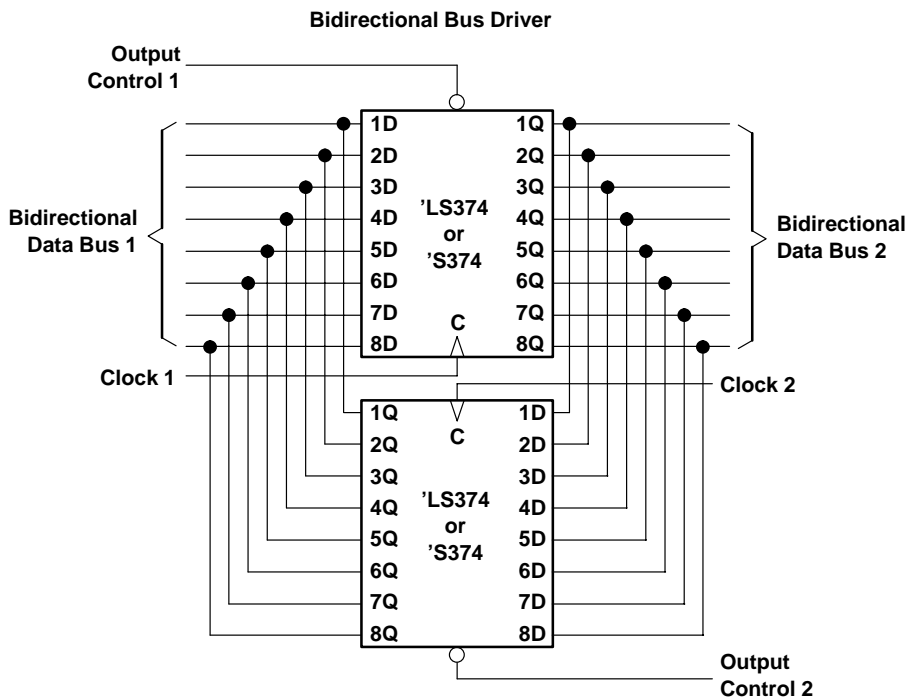 Bidirectional Bus Driver
Output
Control 1
1D
1Q
2D
2Q
3D
3Q
4D
4Q
5D
5Q
6D
6Q
7D
7Q
8D
8Q
’LS374
or
’S374
C
Bidirectional
Data Bus 1
Bidirectional
Data Bus 2
Clock 1
Clock 2
1Q
1D
2Q
2D
3Q
3D
4Q
4D
5Q
5D
6Q
6D
7Q
7D
8Q
8D
C
’LS374
or
’S374
Output
Control 2